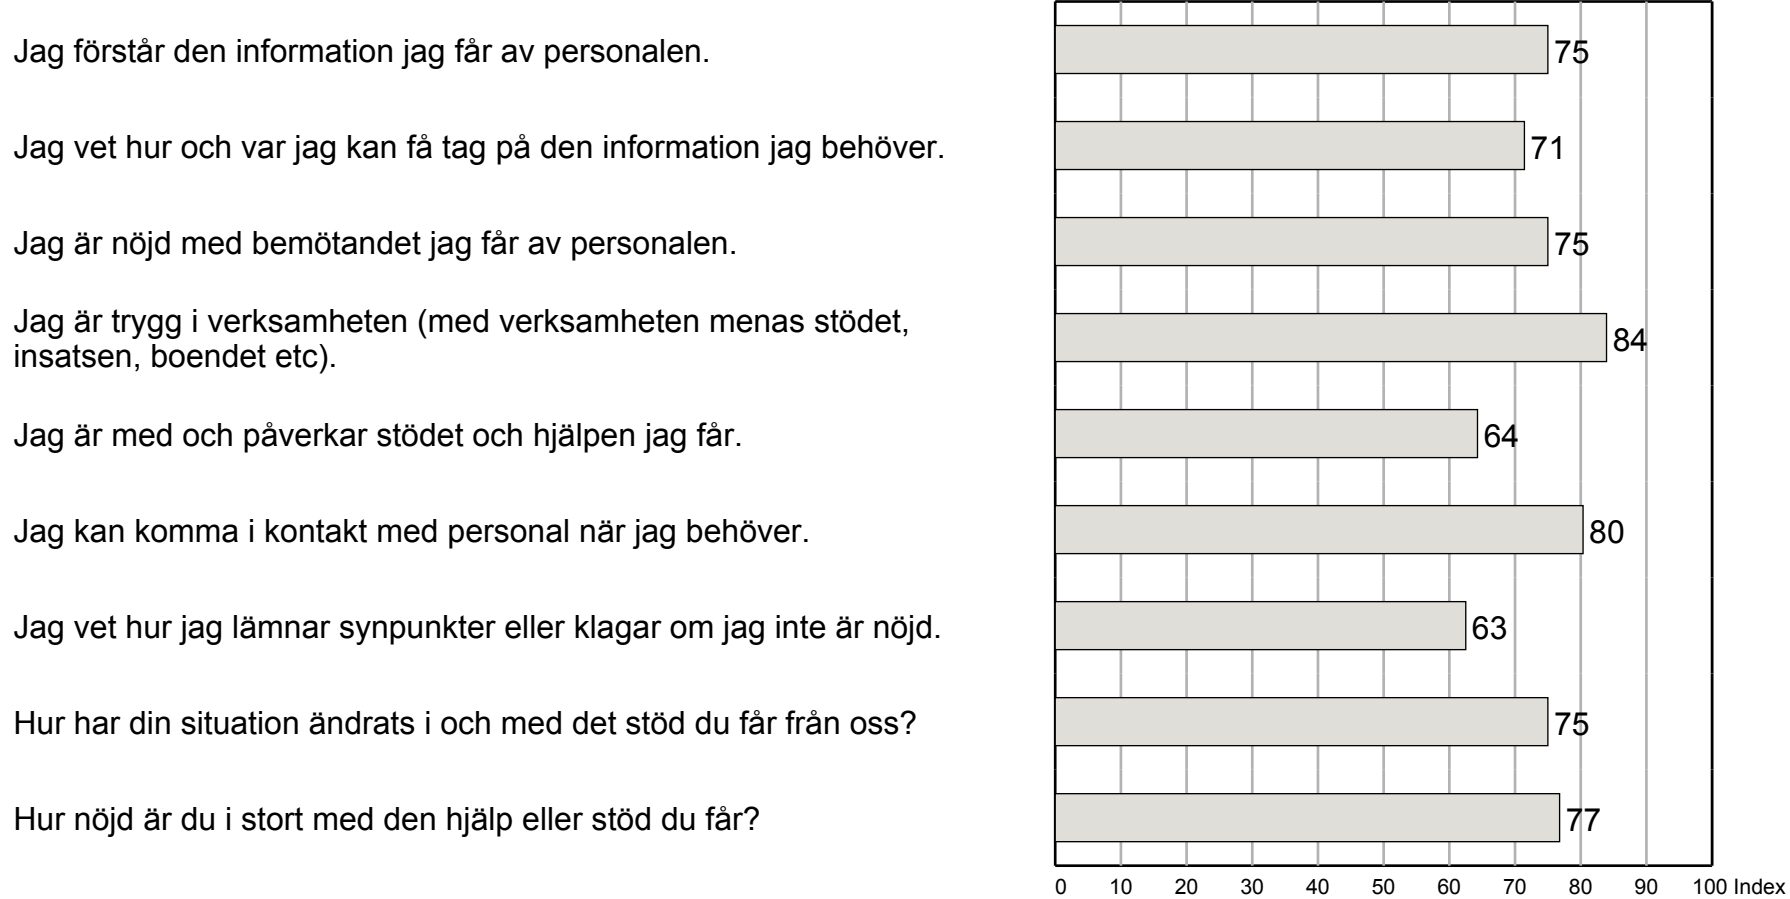 Jag förstår den information jag får av personalen.
75
Jag vet hur och var jag kan få tag på den information jag behöver.
71
Jag är nöjd med bemötandet jag får av personalen.
75
Jag är trygg i verksamheten (med verksamheten menas stödet,
insatsen, boendet etc).
84
Jag är med och påverkar stödet och hjälpen jag får.
64
Jag kan komma i kontakt med personal när jag behöver.
80
Jag vet hur jag lämnar synpunkter eller klagar om jag inte är nöjd.
63
Hur har din situation ändrats i och med det stöd du får från oss?
75
Hur nöjd är du i stort med den hjälp eller stöd du får?
77
0 10 20 30 40 50 60 70 80 90 100 Index